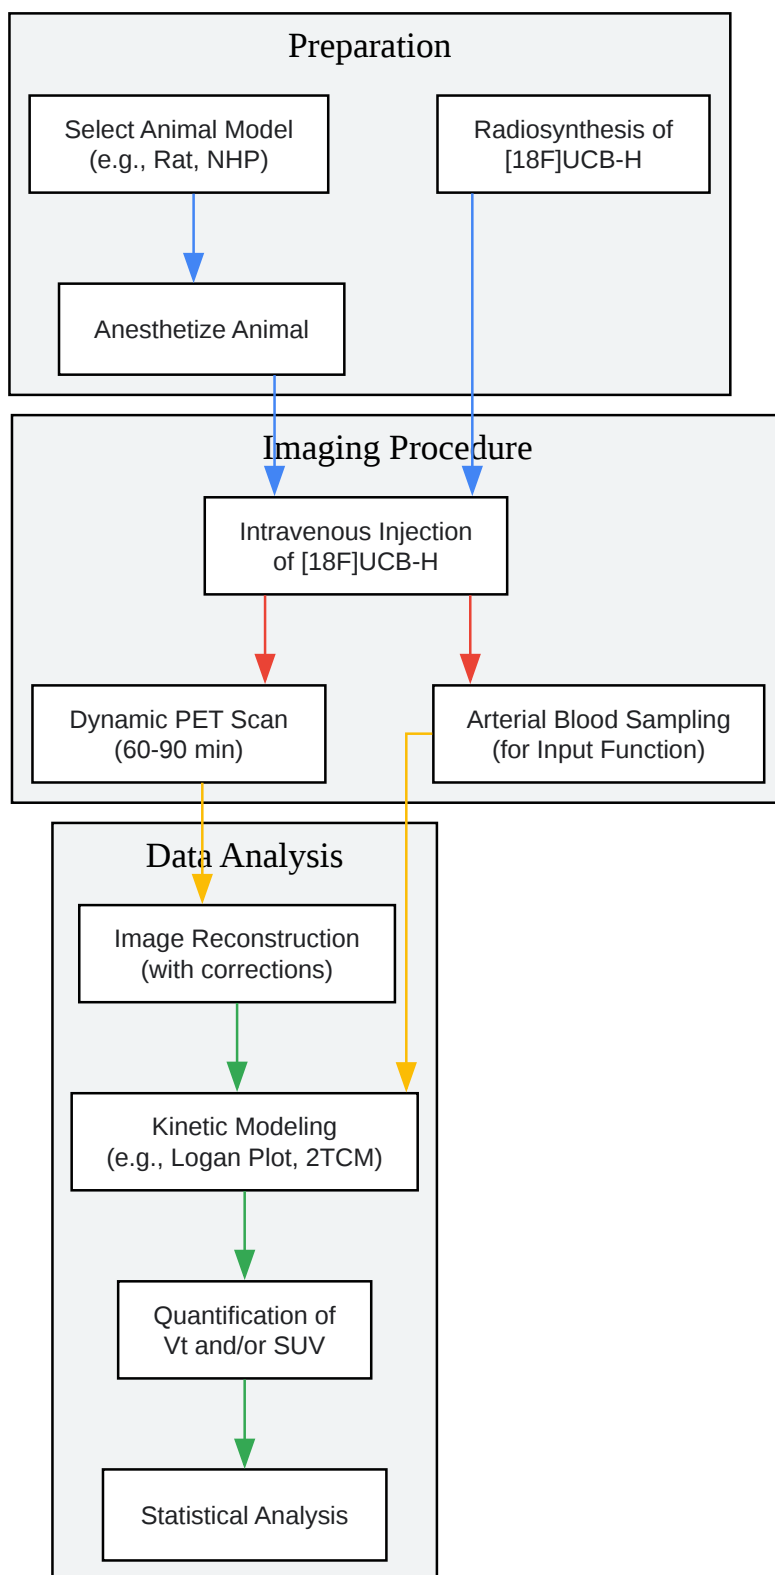 Preparation
Select Animal Model
(e.g., Rat, NHP)
Radiosynthesis of
[18F]UCB-H
Anesthetize Animal
Imaging Procedure
Intravenous Injection
of [18F]UCB-H
Dynamic PET Scan
(60-90 min)
Arterial Blood Sampling
(for Input Function)
Data Analysis
Image Reconstruction
(with corrections)
Kinetic Modeling
(e.g., Logan Plot, 2TCM)
Quantification of
Vt and/or SUV
Statistical Analysis